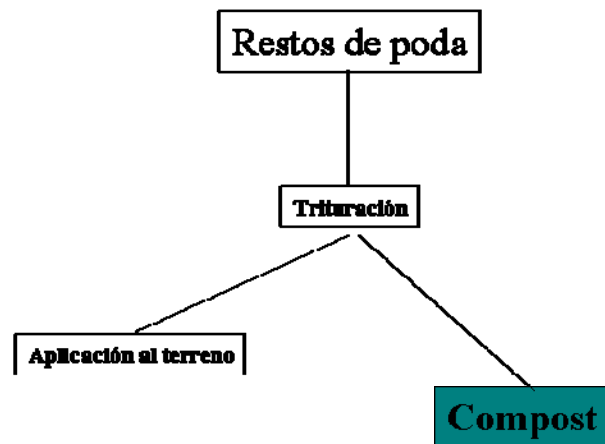 Restos de poda
Trituración
Aplicación al terreno
Compost